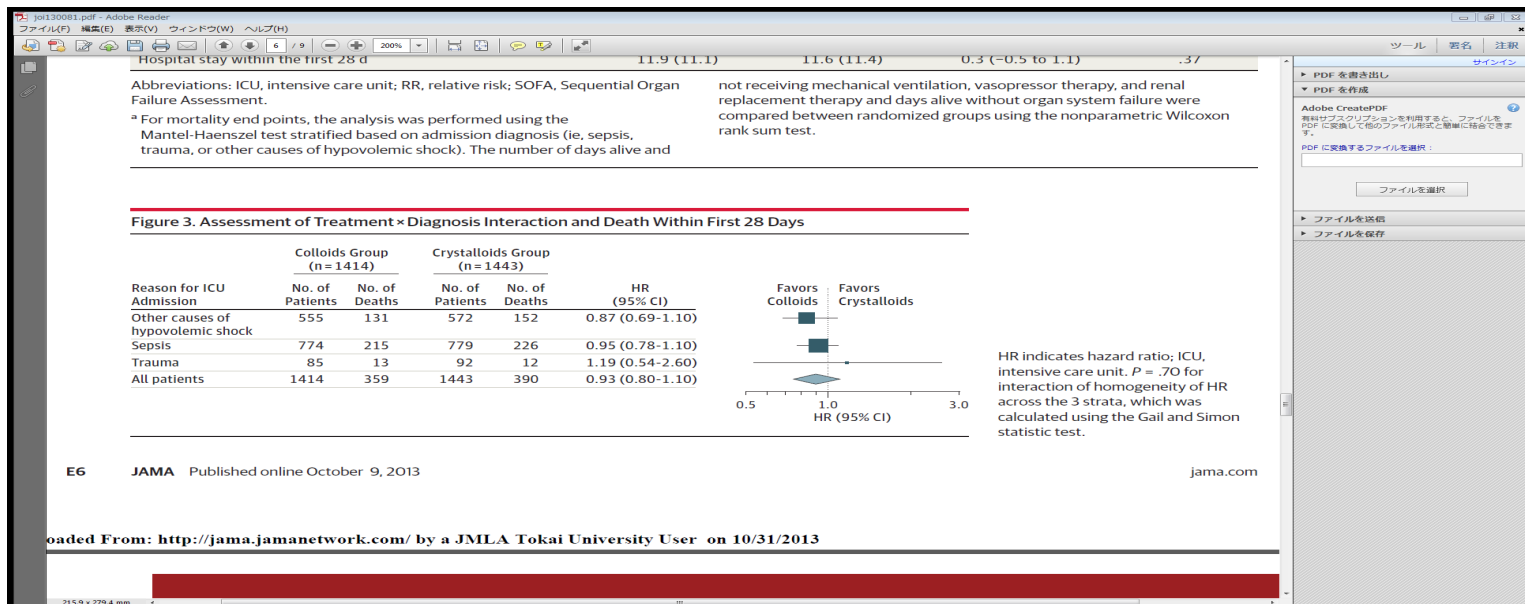 joi130081.pdf - Adobe Reader
ファイル(F) 編集(E) 表示(V) ウィンドウ(W) ヘルプ(H)
6 / 9 200% ツール 署名 注釈
サインイン
Hospital stay within the first 28 d 11.9 (11.1) 11.6 (11.4) 0.3 (−0.5 to 1.1) .37
Abbreviations: ICU, intensive care unit; RR, relative risk; SOFA, Sequential Organ
Failure Assessment.
a For mortality end points, the analysis was performed using the
Mantel-Haenszel test stratified based on admission diagnosis (ie, sepsis,
trauma, or other causes of hypovolemic shock). The number of days alive and
not receiving mechanical ventilation, vasopressor therapy, and renal
replacement therapy and days alive without organ system failure were
compared between randomized groups using the nonparametric Wilcoxon
rank sum test.
Figure 3. Assessment of Treatment × Diagnosis Interaction and Death Within First 28 Days
Colloids Group Crystalloids Group
(n = 1414) (n = 1443)
Reason for ICU No. of No. of No. of No. of HR Favors Favors
Admission Patients Deaths Patients Deaths (95% CI) Colloids Crystalloids
Other causes of 555 131 572 152 0.87 (0.69-1.10)
hypovolemic shock
Sepsis 774 215 779 226 0.95 (0.78-1.10)
Trauma 85 13 92 12 1.19 (0.54-2.60)
All patients 1414 359 1443 390 0.93 (0.80-1.10)
0.5 1.0 3.0
HR (95% CI)
HR indicates hazard ratio; ICU,
intensive care unit. P = .70 for
interaction of homogeneity of HR
across the 3 strata, which was
calculated using the Gail and Simon
statistic test.
E6 JAMA Published online October 9, 2013 jama.com
oaded From: http://jama.jamanetwork.com/ by a JMLA Tokai University User on 10/31/2013
215.9 x 279.4 mm
PDF を書き出し
PDF を作成
Adobe CreatePDF
有料サブスクリプションを利用すると、ファイルを
PDF に変換して他のファイル形式と簡単に結合できま
す。
PDF に変換するファイルを選択 :
ファイルを選択
ファイルを送信
ファイルを保存